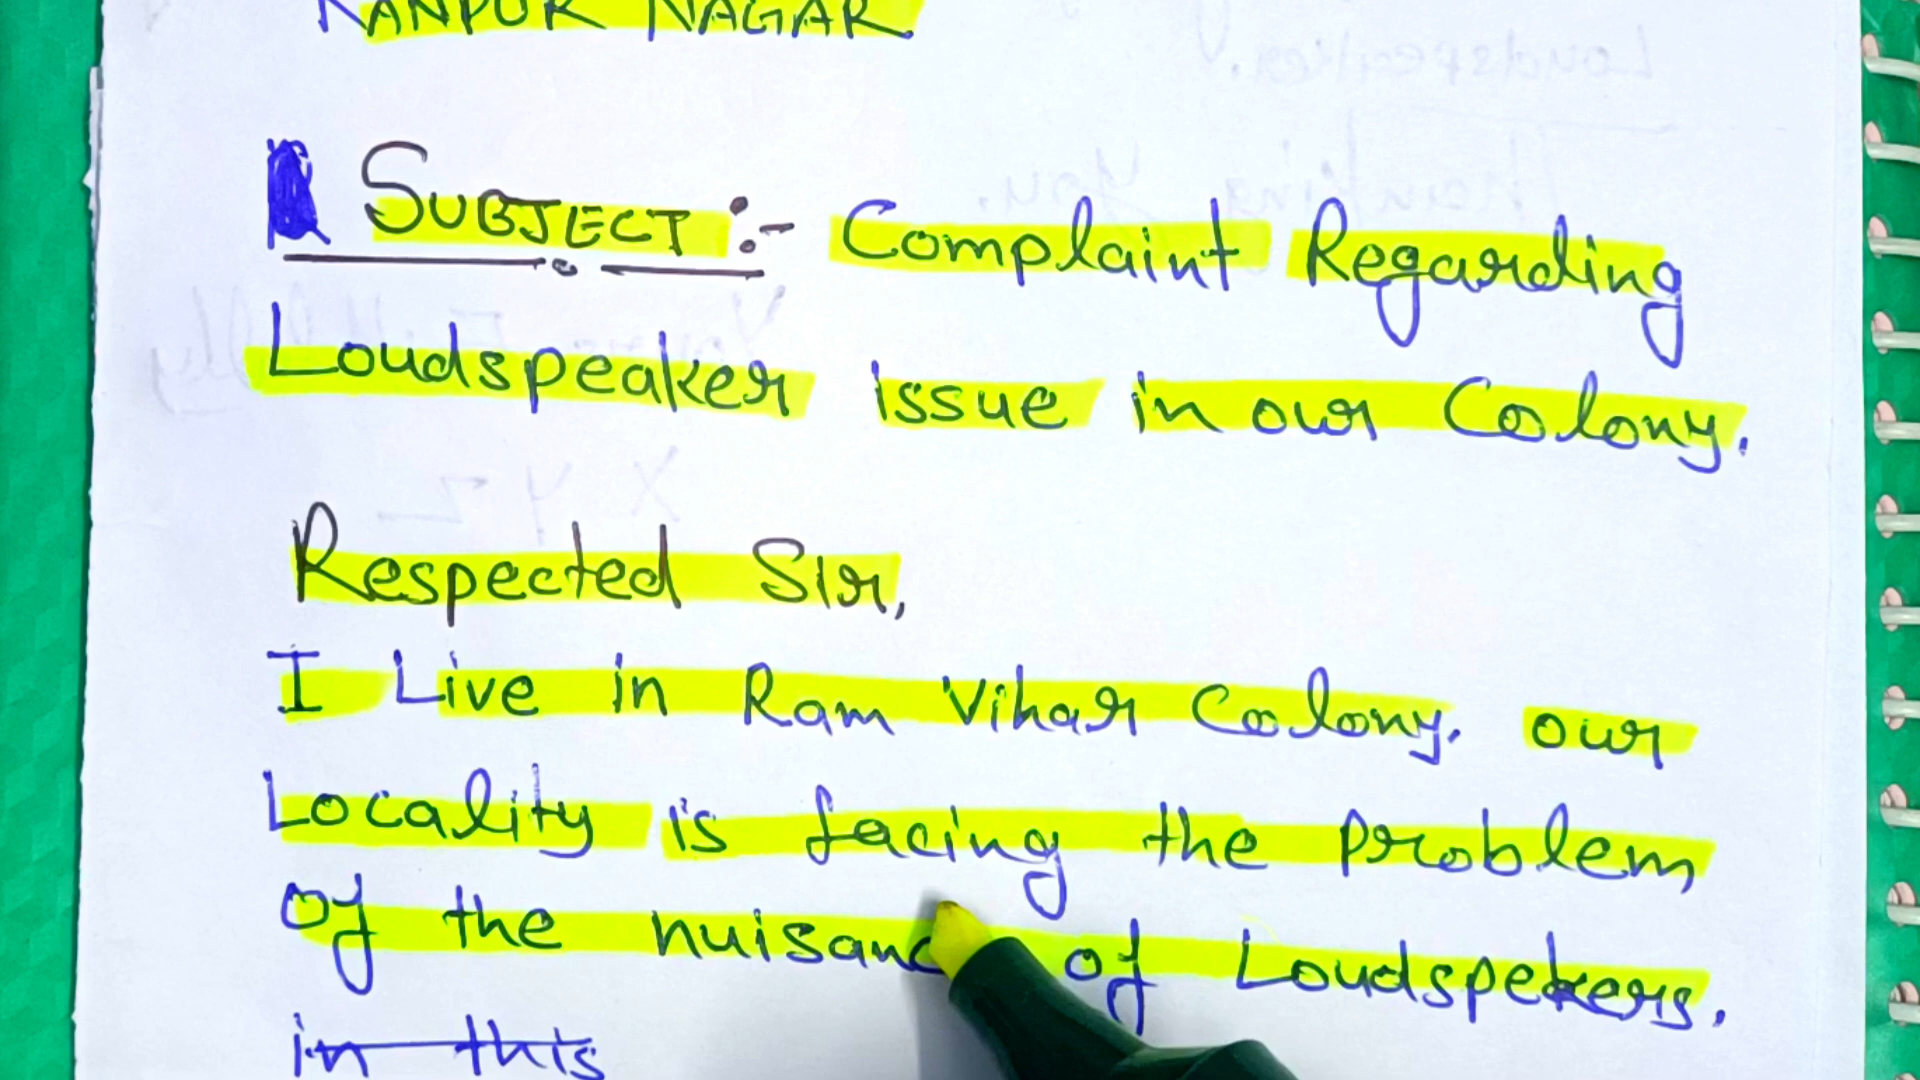 KANPUR NAGAR
SUBJECT :- Complaint Regarding
Loudspeaker issue in our Colony.
Respected Sir,
I Live in Ram Vihar Colony. our
Locality is facing the problem
Of the nuisanc of Loudspekers.
in this